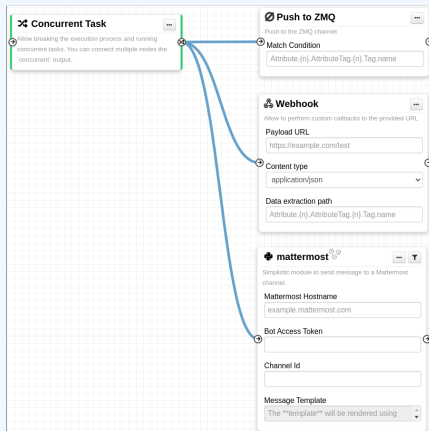 Concurrent Task
Allow breaking the execution process and running
concurrent tasks. You can connect multiple nodes the
`concurrent` output.
Push to ZMQ
Push to the ZMQ channel
Match Condition
Attribute.{n}.AttributeTag.{n}.Tag.name
Webhook
Allow to perform custom callbacks to the provided URL
Payload URL
https://example.com/test
Content type
application/json
Data extraction path
Attribute.{n}.AttributeTag.{n}.Tag.name
mattermost
Simplistic module to send message to a Mattermost
channel.
Mattermost Hostname
example.mattermost.com
Bot Access Token
Channel Id
Message Template
The **template** will be rendered using